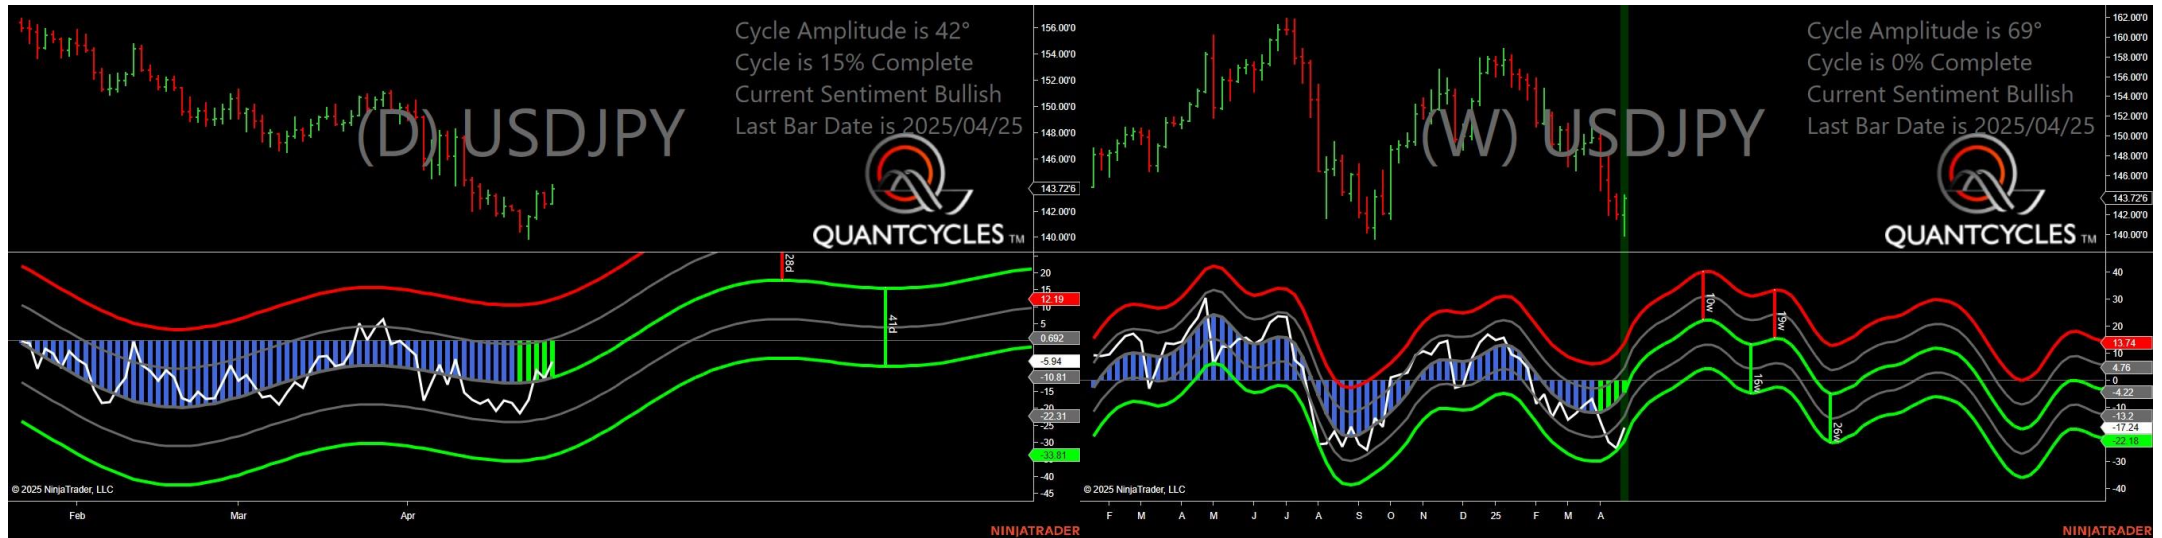 Cycle Amplitude is 42°
Cycle is 15% Complete
Current Sentiment Bullish
Last Bar Date is 2025/04/25
(D) USDJPY
QUANTCYCLES TM
156.00'0
154.00'0
152.00'0
150.00'0
148.00'0
146.00'0
143.72'6
142.00'0
140.00'0
28d
41d
20
15
12.19
10
5
0.692
-5.94
-10.81
-15
-20
-22.31
-25
-30
-33.81
-40
-45
© 2025 NinjaTrader, LLC
Feb
Mar
Apr
NINJATRADER
Cycle Amplitude is 69°
Cycle is 0% Complete
Current Sentiment Bullish
Last Bar Date is 2025/04/25
(W) USDJPY
QUANTCYCLES TM
162.00'0
160.00'0
158.00'0
156.00'0
154.00'0
152.00'0
150.00'0
148.00'0
146.00'0
143.72'6
142.00'0
140.00'0
10w
19w
16w
26w
40
30
20
13.74
10
4.76
0
-4.22
-10
-13.2
-17.24
-22.18
-30
-40
© 2025 NinjaTrader, LLC
F M A M J J A S O N D 25 F M A
NINJATRADER